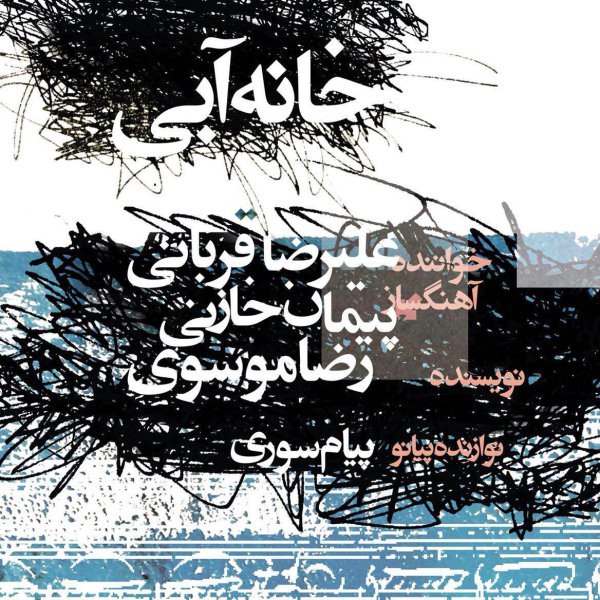 خانه‌آبی
خواننده علیرضا قربانی
آهنگساز پیمان خازنی
نویسنده رضا موسوی
نوازنده پیانو پیام سوری